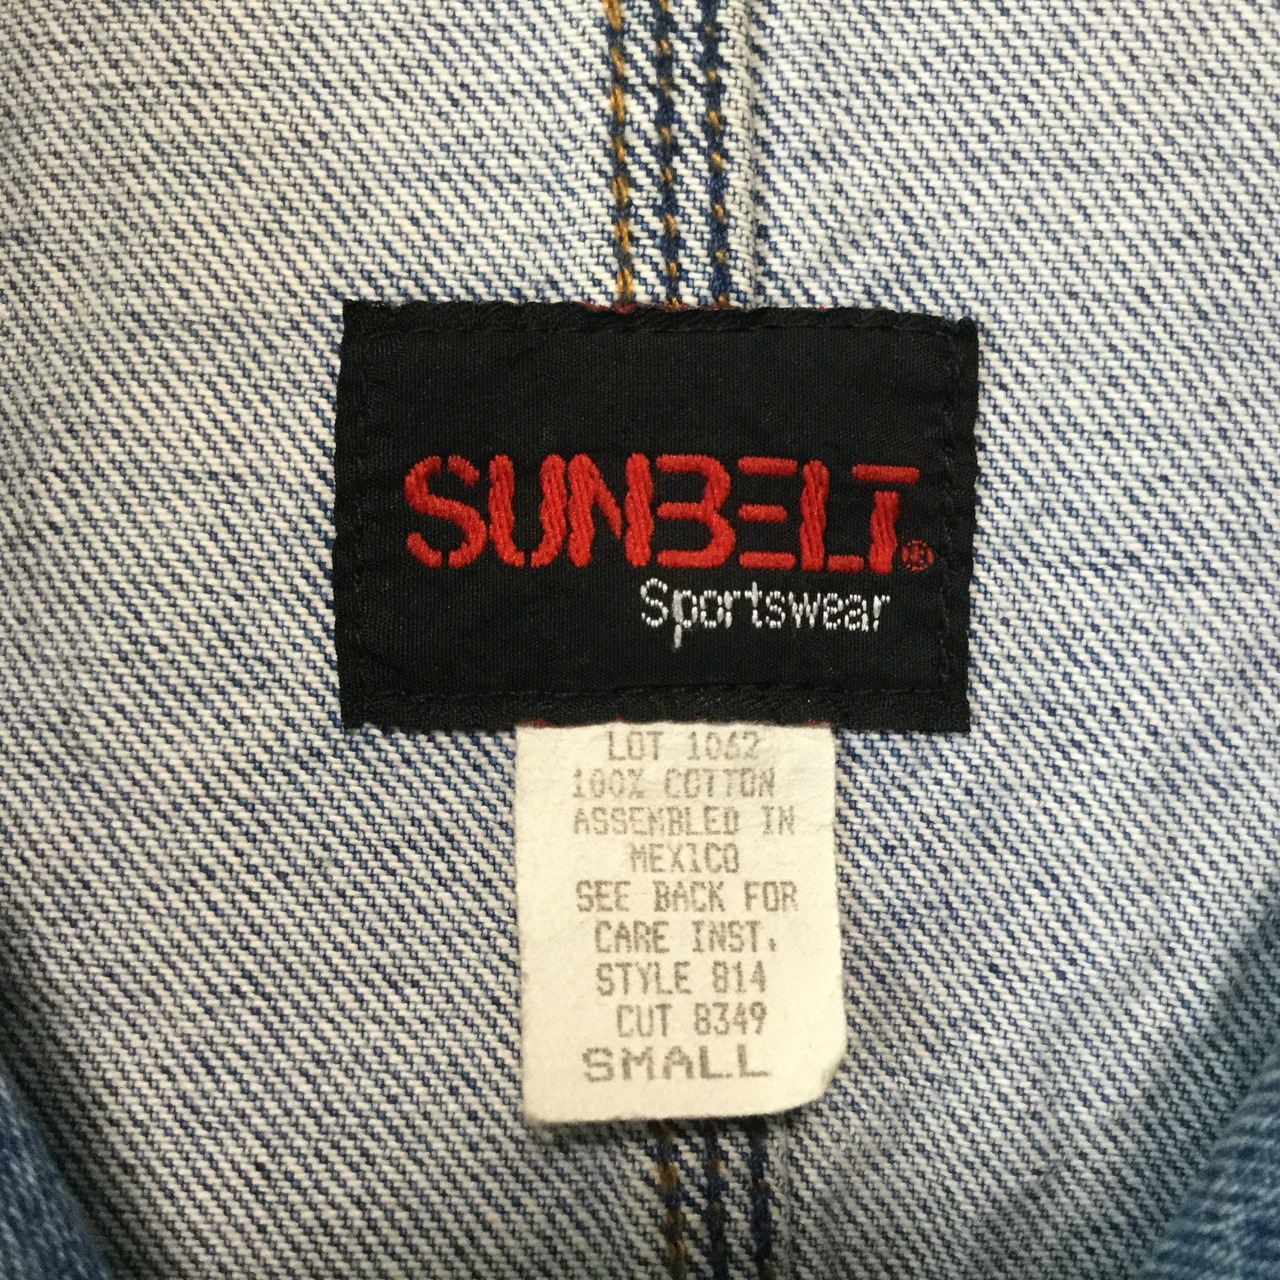 SUNBELT®
Sportswear
LOT 1062
100% COTTON
ASSEMBLED IN
MEXICO
SEE BACK FOR
CARE INST.
STYLE 814
CUT 8349
SMALL